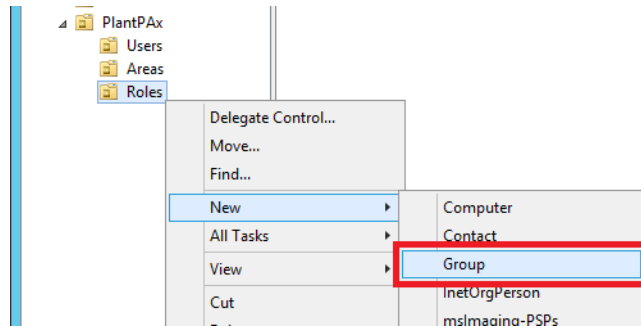 PlantPAx
Users
Areas
Roles
Delegate Control...
Move...
Find...
New
Computer
All Tasks
Contact
View
Group
Cut
InetOrgPerson
msImaging-PSPs